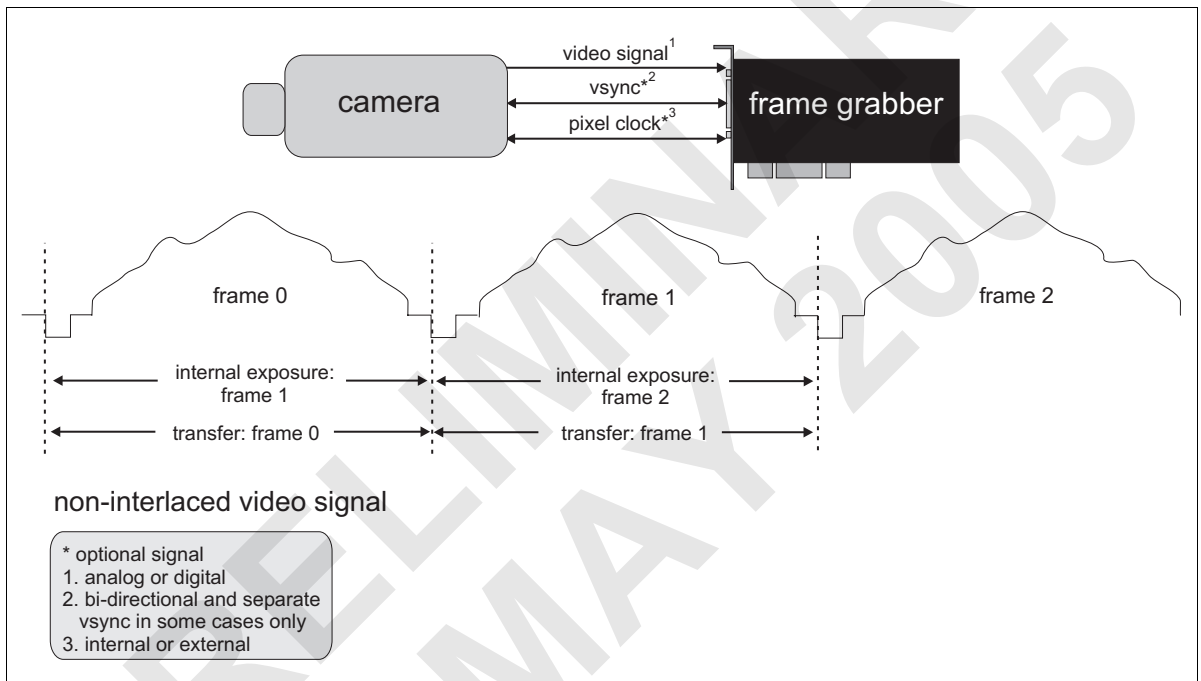 video signal1
camera
vsync*2
frame grabber
pixel clock*3
frame 0
frame 1
frame 2
internal exposure:
frame 1
internal exposure:
frame 2
transfer: frame 0
transfer: frame 1
non-interlaced video signal
* optional signal
1. analog or digital
2. bi-directional and separate
vsync in some cases only
3. internal or external
RELIMINAR
MAY 2005